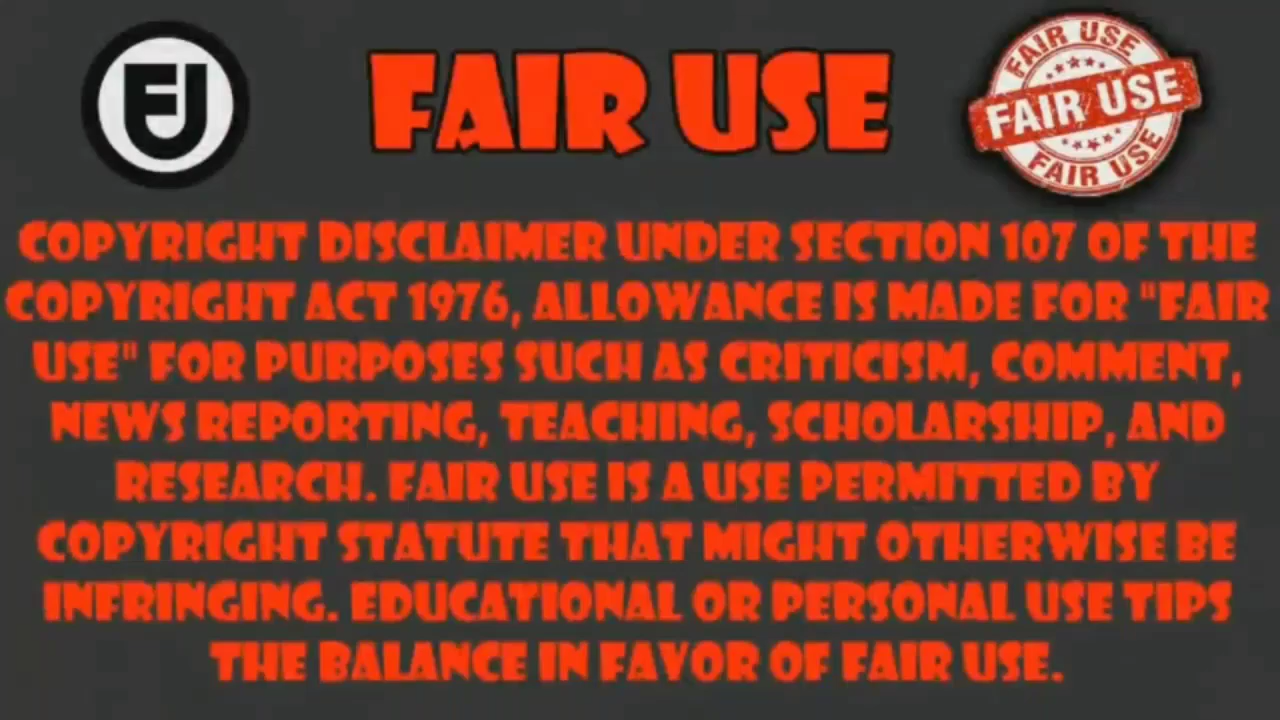 FAIR USE
FAIR USE
FAIR USE
FAIR USE
COPYRIGHT DISCLAIMER UNDER SECTION 107 OF THE
COPYRIGHT ACT 1976, ALLOWANCE IS MADE FOR "FAIR
USE" FOR PURPOSES SUCH AS CRITICISM, COMMENT,
NEWS REPORTING, TEACHING, SCHOLARSHIP, AND
RESEARCH. FAIR USE IS A USE PERMITTED BY
COPYRIGHT STATUTE THAT MIGHT OTHERWISE BE
INFRINGING. EDUCATIONAL OR PERSONAL USE TIPS
THE BALANCE IN FAVOR OF FAIR USE.